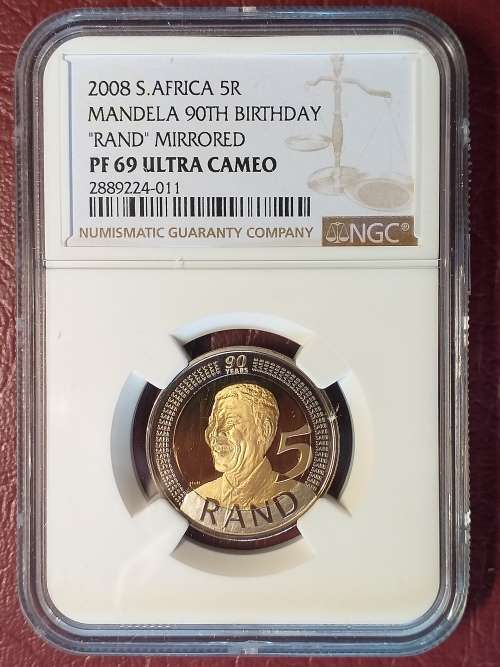 2008 S.AFRICA 5R
MANDELA 90TH BIRTHDAY
"RAND" MIRRORED
PF 69 ULTRA CAMEO
2889224-011
NUMISMATIC GUARANTY COMPANY
NGC
90
YEARS
5
RAND